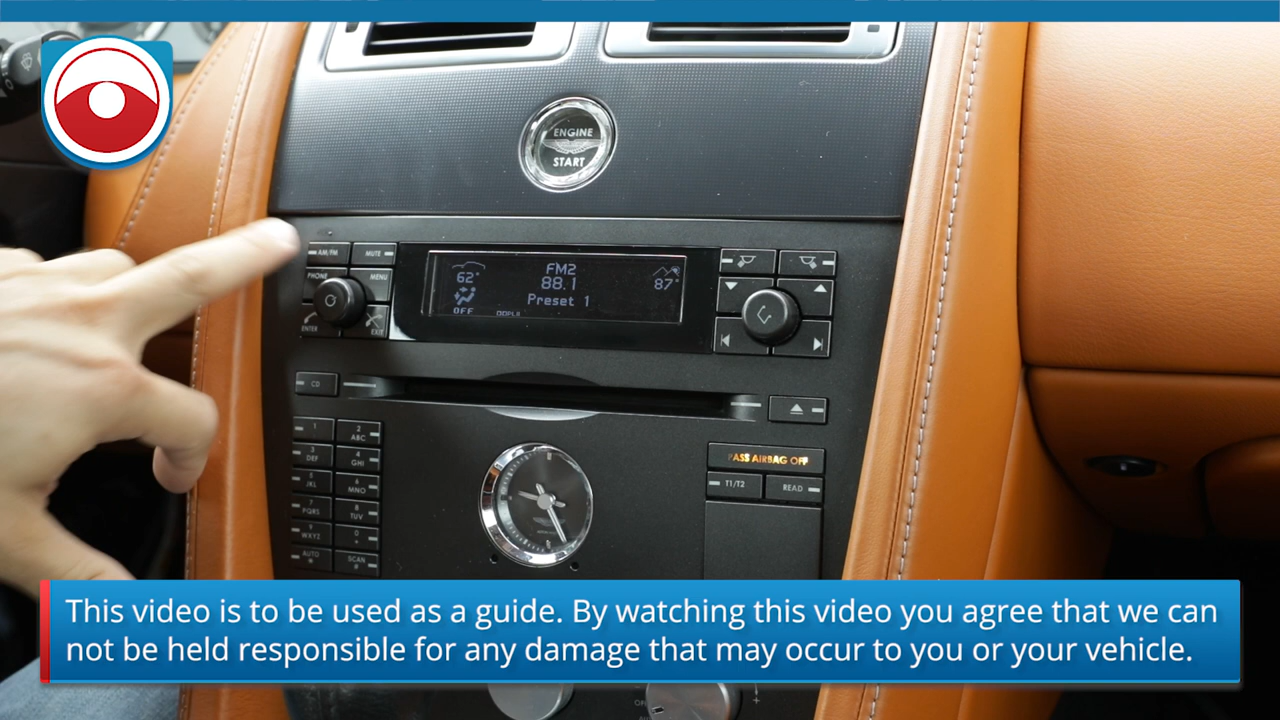 ENGINE
START
AM/FM
MUTE
PHONE
MENU
ENTER
EXIT
62°
OFF
FM2
88.1
Preset 1
87°
CD
1
2
ABC
3
DEF
4
GHI
5
JKL
6
MNO
7
PQRS
8
TUV
9
WXYZ
0
AUTO
SCAN
#
PASS AIRBAG OFF
T1/T2
READ
This video is to be used as a guide. By watching this video you agree that we can
not be held responsible for any damage that may occur to you or your vehicle.